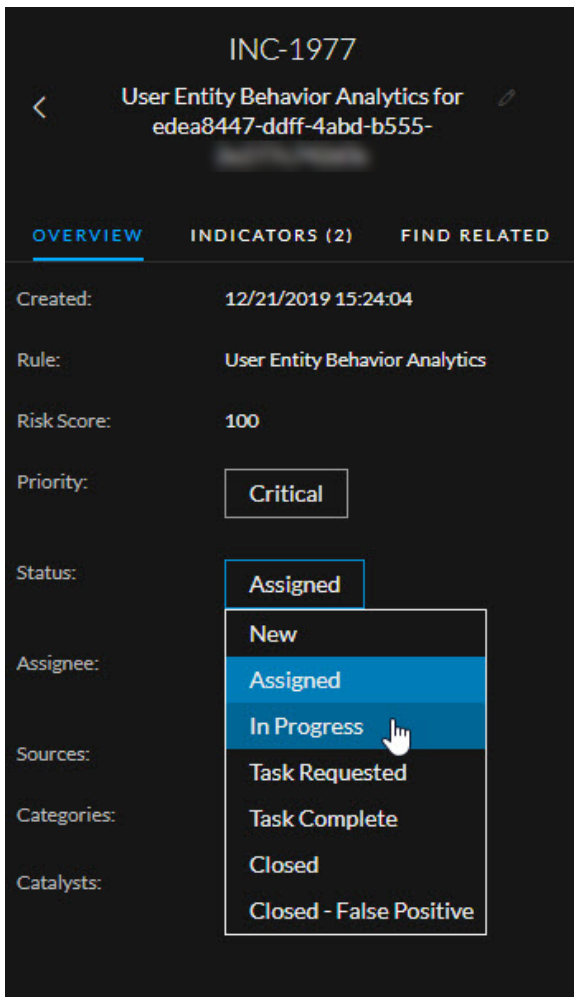 INC-1977
User Entity Behavior Analytics for
edea8447-ddff-4abd-b555-
OVERVIEW INDICATORS (2) FIND RELATED
Created: 12/21/2019 15:24:04
Rule: User Entity Behavior Analytics
Risk Score: 100
Priority: Critical
Status: Assigned
New
Assignee: Assigned
In Progress
Sources:
Task Requested
Categories: Task Complete
Closed
Catalysts:
Closed - False Positive